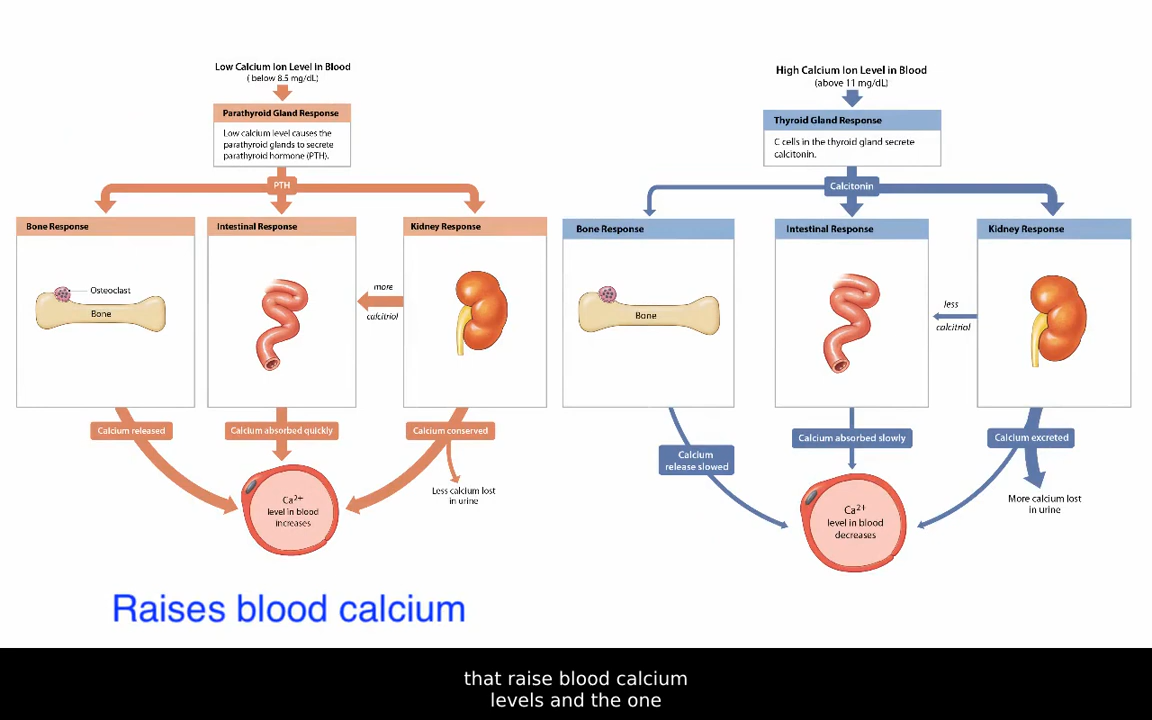 Low Calcium Ion Level in Blood
( below 8.5 mg/dL)
Parathyroid Gland Response
Low calcium level causes the
parathyroid glands to secrete
parathyroid hormone (PTH).
PTH
Bone Response
Osteoclast
Bone
Intestinal Response
more
calcitriol
Kidney Response
Calcium released
Calcium absorbed quickly
Calcium conserved
Less calcium lost
in urine
Ca2+
level in blood
increases
High Calcium Ion Level in Blood
(above 11 mg/dL)
Thyroid Gland Response
C cells in the thyroid gland secrete
calcitonin.
Calcitonin
Bone Response
Bone
Intestinal Response
less
calcitriol
Kidney Response
Calcium
release slowed
Calcium absorbed slowly
Calcium excreted
More calcium lost
in urine
Ca2+
level in blood
decreases
Raises blood calcium
that raise blood calcium
levels and the one